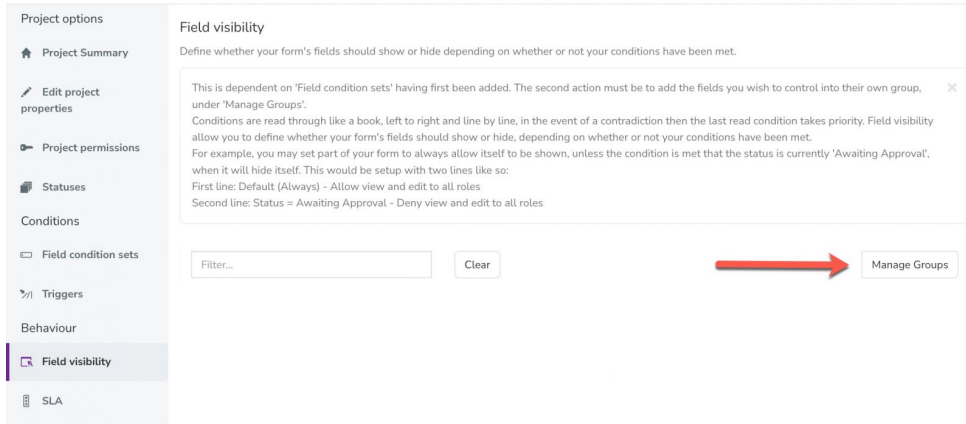 Project options
Project Summary
Edit project
properties
Project permissions
Statuses
Conditions
Field condition sets
Triggers
Behaviour
Field visibility
SLA
Field visibility
Define whether your form's fields should show or hide depending on whether or not your conditions have been met.
This is dependent on 'Field condition sets' having first been added. The second action must be to add the fields you wish to control into their own group,
under 'Manage Groups'.
Conditions are read through like a book, left to right and line by line, in the event of a contradiction then the last read condition takes priority. Field visibility
allow you to define whether your form's fields should show or hide, depending on whether or not your conditions have been met.
For example, you may set part of your form to always allow itself to be shown, unless the condition is met that the status is currently 'Awaiting Approval',
when it will hide itself. This would be setup with two lines like so:
First line: Default (Always) - Allow view and edit to all roles
Second line: Status = Awaiting Approval - Deny view and edit to all roles
Filter...
Clear
Manage Groups